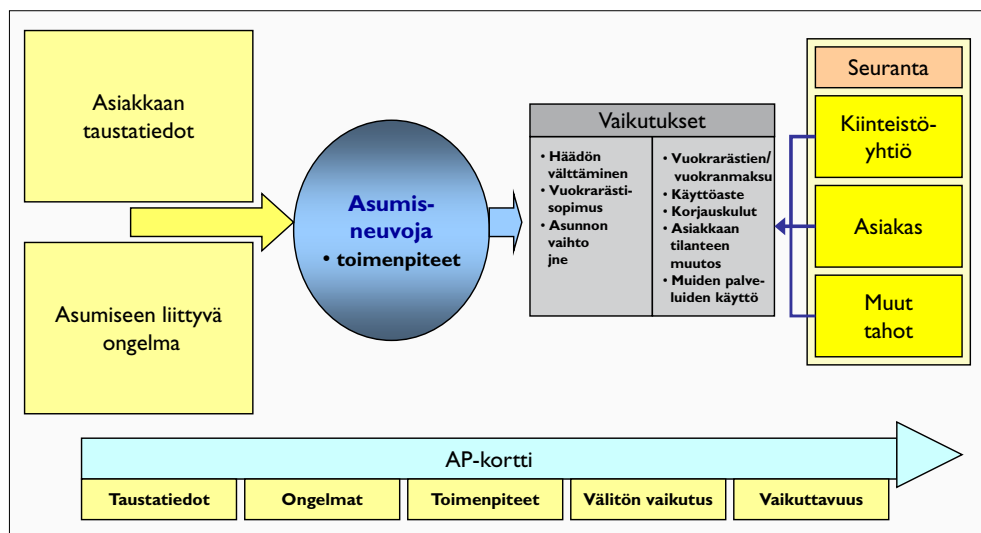 Asiakkaan
taustatiedot
Asumiseen liittyvä
ongelma
Asumis-
neuvoja
• toimenpiteet
Vaikutukset
• Häädön
välttäminen
• Vuokrarästi-
sopimus
• Asunnon
vaihto
jne
• Vuokrarästien/
vuokranmaksu
• Käyttöaste
• Korjauskulut
• Asiakkaan
tilanteen
muutos
• Muiden palve-
luiden käyttö
Seuranta
Kiinteistö-
yhtiö
Asiakas
Muut
tahot
AP-kortti
Taustatiedot
Ongelmat
Toimenpiteet
Välitön vaikutus
Vaikuttavuus